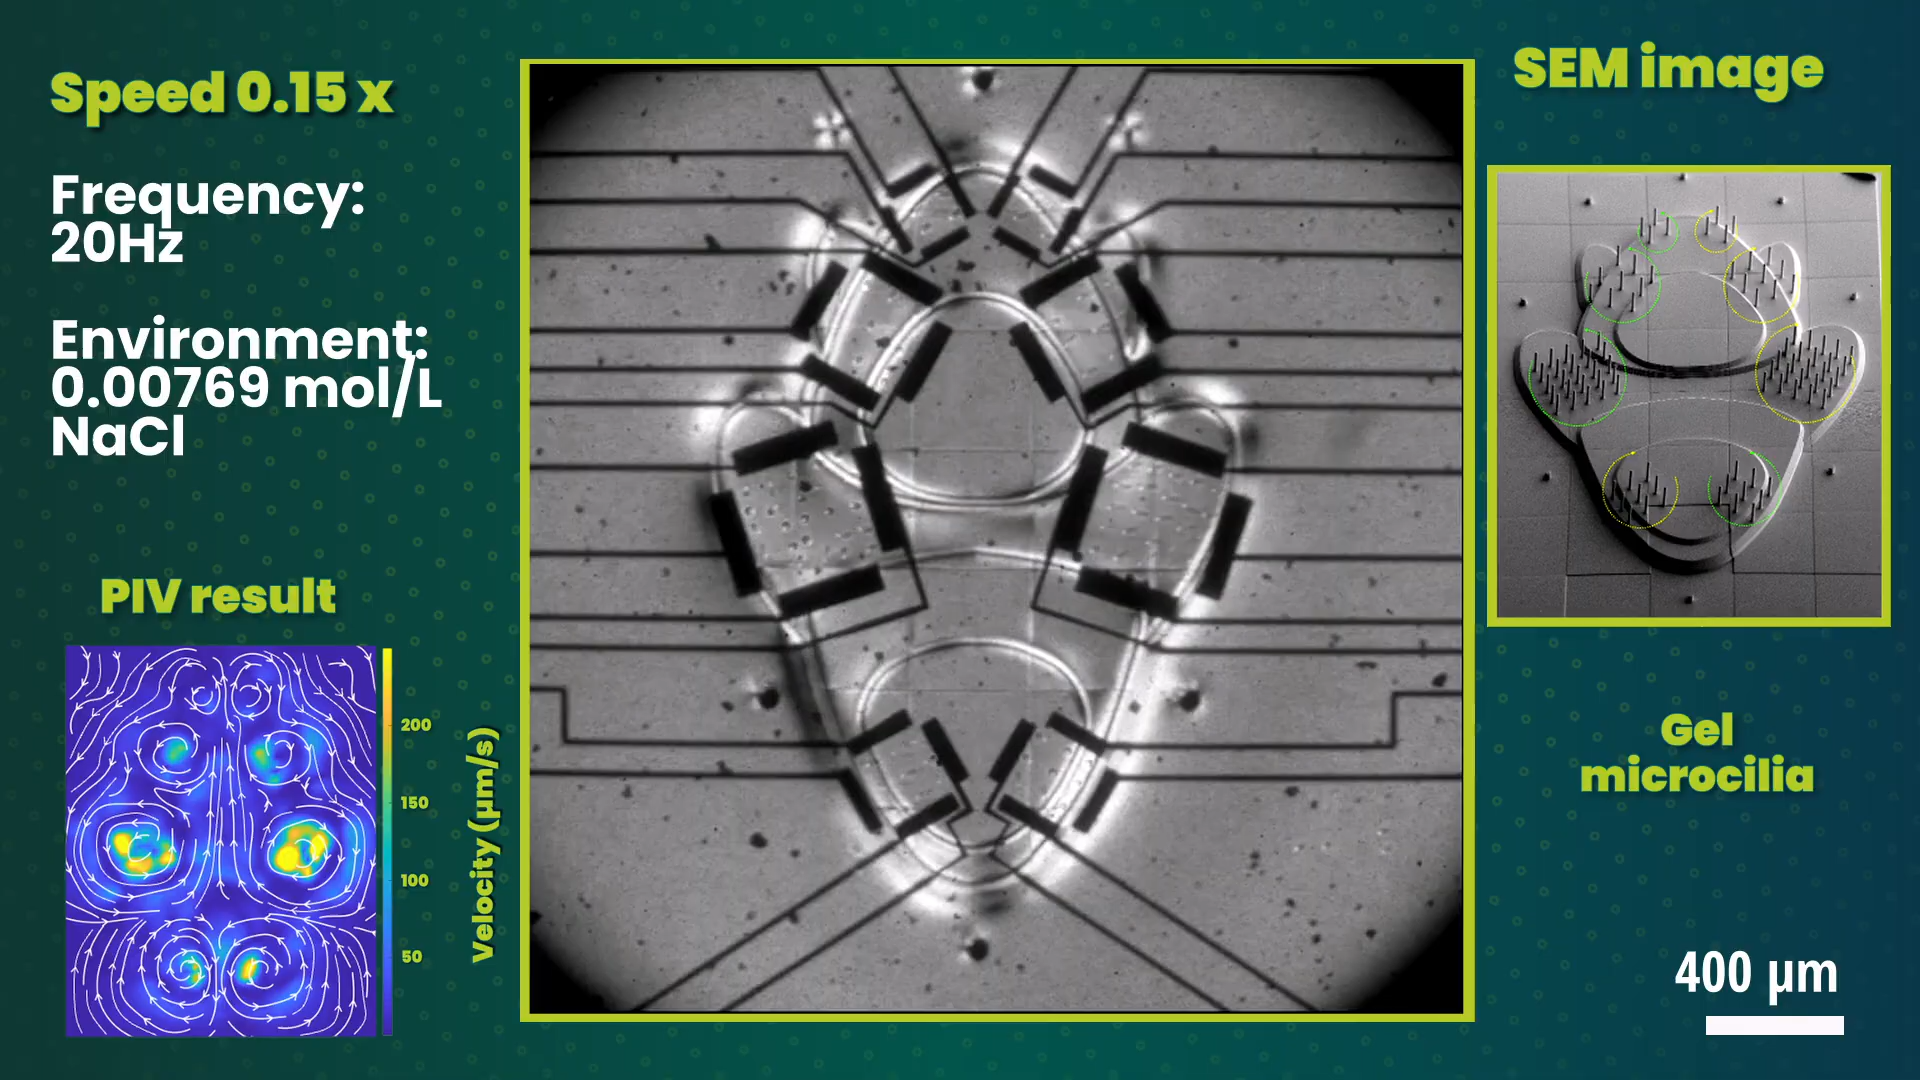 Speed 0.15 x
Frequency:
20Hz
Environment:
0.00769 mol/L
NaCl
PIV result
200
150
100
50
Velocity (µm/s)
SEM image
Gel
microcilia
400 µm